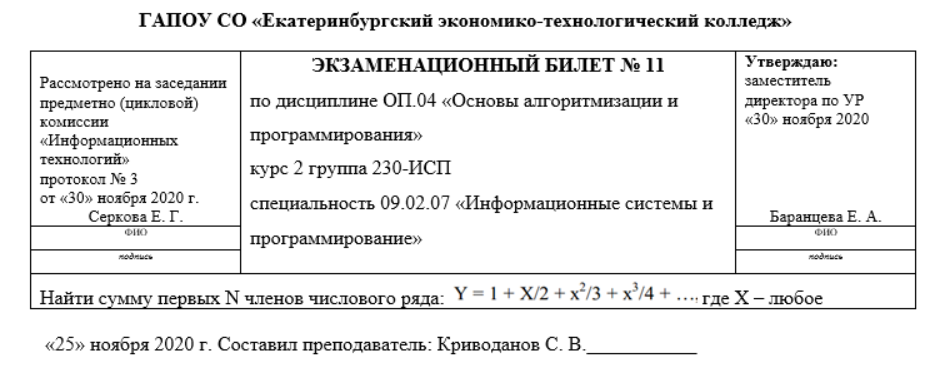 ГАПОУ СО «Екатеринбургский экономико-технологический колледж»
Рассмотрено на заседании
предметно (цикловой)
комиссии
«Информационных
технологий»
протокол № 3
от «30» ноября 2020 г.
Серкова Е. Г.
ФИО
подпись
ЭКЗАМЕНАЦИОННЫЙ БИЛЕТ № 11
по дисциплине ОП.04 «Основы алгоритмизации и
программирования»
курс 2 группа 230-ИСП
специальность 09.02.07 «Информационные системы и
программирование»
Утверждаю:
заместитель
директора по УР
«30» ноября 2020
Баранцева Е. А.
ФИО
подпись
Найти сумму первых N членов числового ряда: Y = 1 + X/2 + x²/3 + x³/4 + …, где X – любое
«25» ноября 2020 г. Составил преподаватель: Криводанов С. В.____________